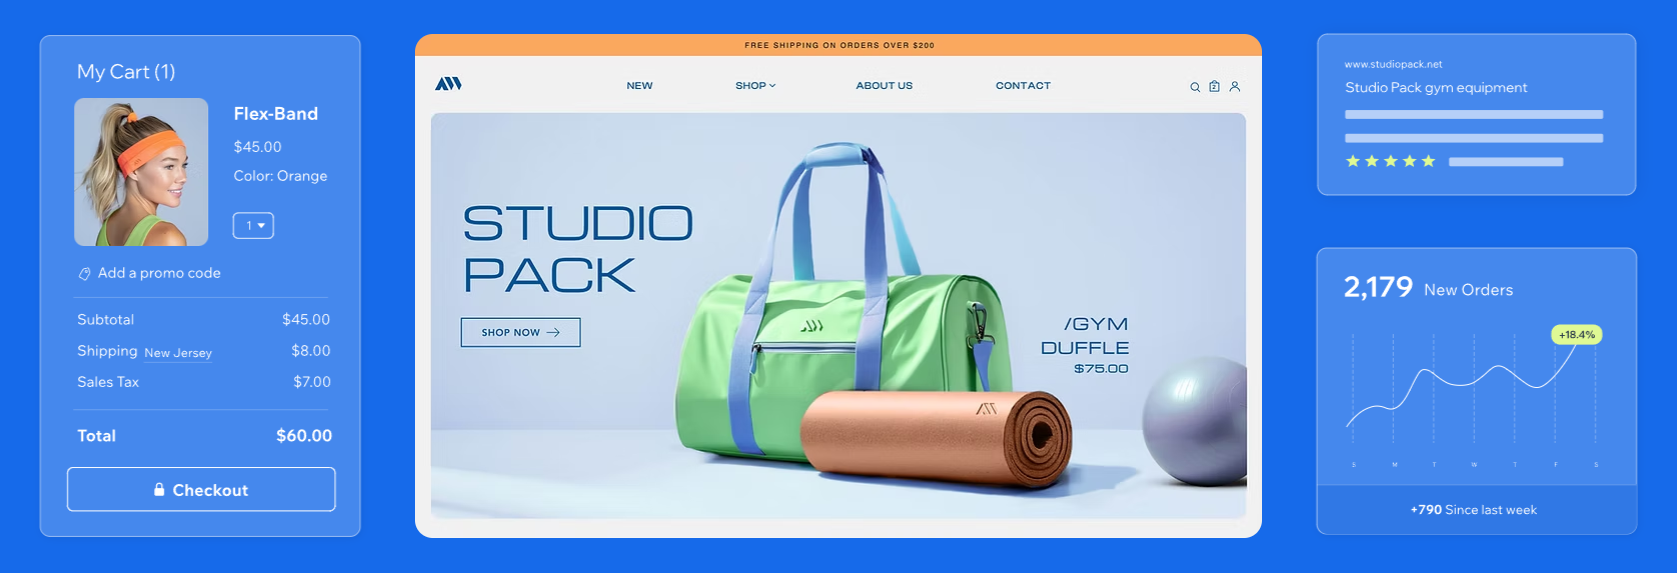 My Cart (1)
Flex-Band
$45.00
Color: Orange
1
Add a promo code
Subtotal $45.00
Shipping New Jersey $8.00
Sales Tax $7.00
Total $60.00
Checkout
FREE SHIPPING ON ORDERS OVER $200
NEW SHOP ABOUT US CONTACT
2
STUDIO
PACK
SHOP NOW
/GYM
DUFFLE
$75.00
www.studiopack.net
Studio Pack gym equipment
2,179 New Orders
+18.4%
S M T W T F S
+790 Since last week